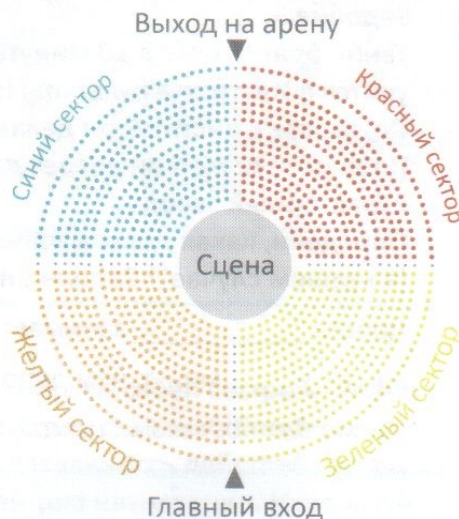 Выход на арену
Синий сектор
Красный сектор
Сцена
Желтый сектор
Зеленый сектор
Главный вход